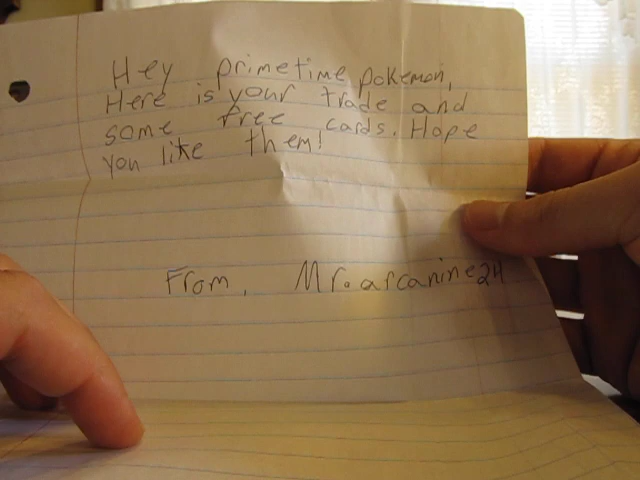 Hey primetime pokemon,
Here is your trade and
some free cards. Hope
you like them!
From, Mr.arcanine24